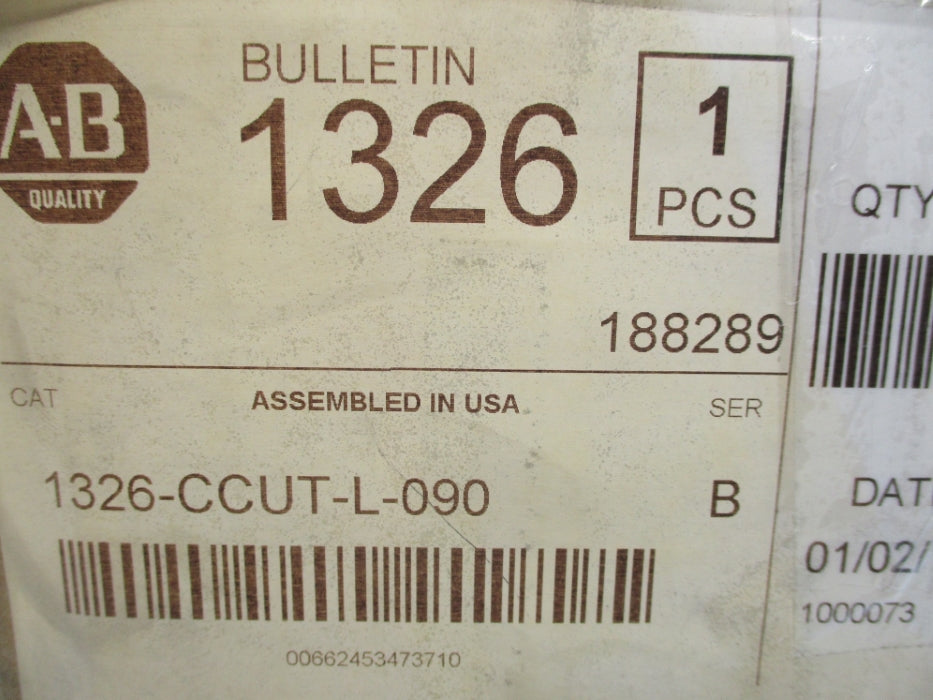 A-B
QUALITY
BULLETIN
1326
1
PCS
188289
CAT
ASSEMBLED IN USA
SER
1326-CCUT-L-090
B
00662453473710
QTY
01/02/
1000073